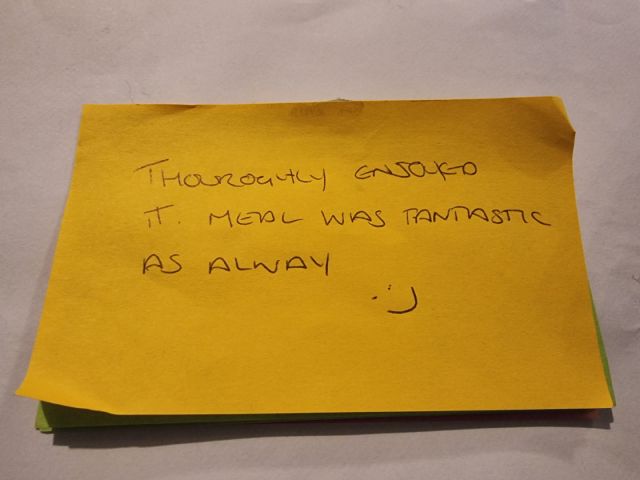 THOUROGHLY ENJOYED
IT. MEAL WAS FANTASTIC
AS ALWAY
:)